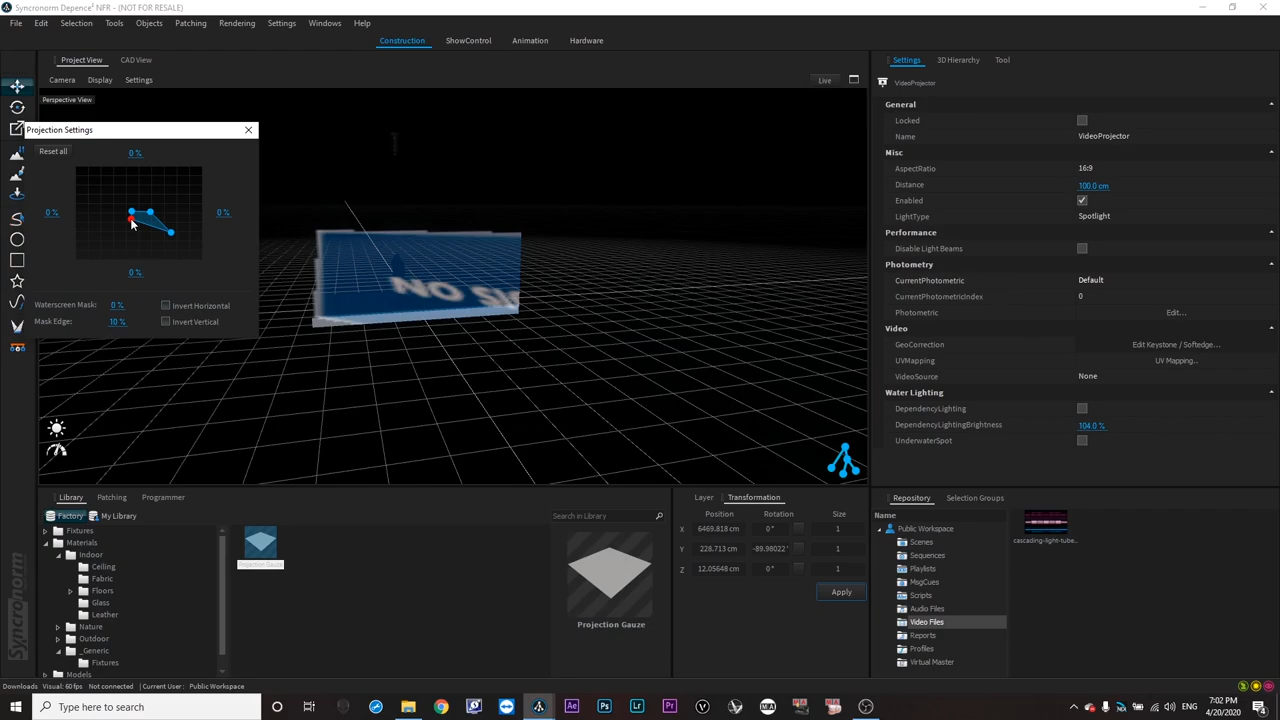 Syncronorm Depence² NFR - (NOT FOR RESALE)
File Edit Selection Tools Objects Patching Rendering Settings Windows Help
Construction ShowControl Animation Hardware
Project View CAD View
Camera Display Settings
Live
Perspective View
Projection Settings
Reset all
0 %
0 %
0 %
0 %
Waterscreen Mask: 0 % Invert Horizontal
Mask Edge: 10 % Invert Vertical
Settings 3D Hierarchy Tool
VideoProjector
General
Locked
Name VideoProjector
Misc
AspectRatio 16:9
Distance 100.0 cm
Enabled
LightType Spotlight
Performance
Disable Light Beams
Photometry
CurrentPhotometric Default
CurrentPhotometricIndex 0
Photometric Edit...
Video
GeoCorrection Edit Keystone / Softedge...
UVMapping UV Mapping..
VideoSource None
Water Lighting
DependencyLighting
DependencyLightingBrightness 104.0 %
UnderwaterSpot
Library Patching Programmer
Factory My Library
Search in Library
Fixtures
Materials
Indoor
Ceiling
Fabric
Floors
Glass
Leather
Nature
Outdoor
_Generic
Fixtures
Models
Projection Gauze
Projection Gauze
Layer Transformation
Position Rotation Size
X 6469.818 cm 0 ° 1
Y 228.713 cm -89.98022° 1
Z 12.05648 cm 0 ° 1
Apply
Repository Selection Groups
Name
Public Workspace
Scenes
Sequences
Playlists
MsgCues
Scripts
Audio Files
Video Files
Reports
Profiles
Virtual Master
cascading-light-tube...
Downloads Visual: 60 fps Not connected Current User : Public Workspace
Syncronorm
Type here to search
7:02 PM
4/20/2020